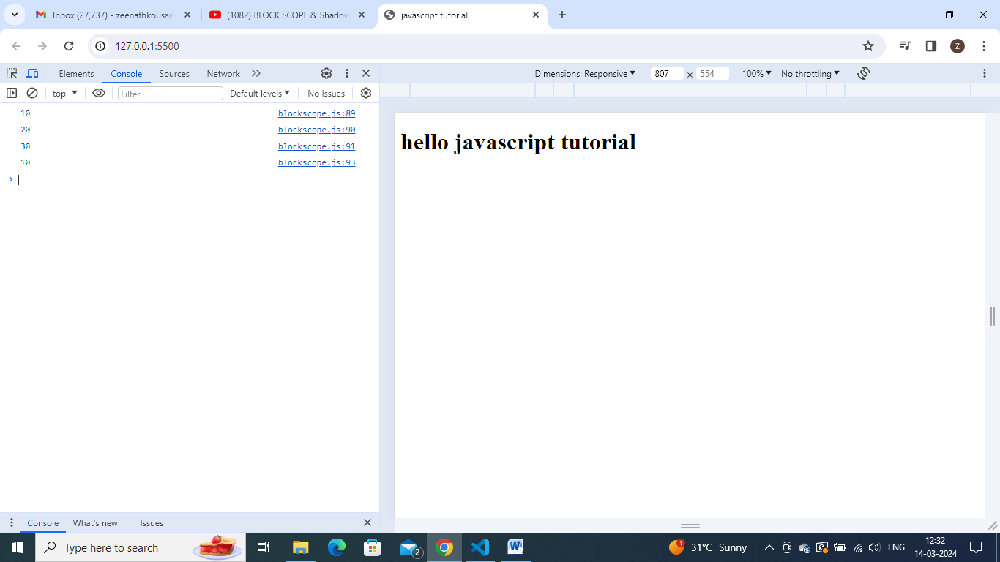 Inbox (27,737) - zeenathkousar
(1082) BLOCK SCOPE & Shadow
javascript tutorial
127.0.0.1:5500
Z
Elements Console Sources Network
Dimensions: Responsive 807 × 554 100% No throttling
top Filter Default levels No Issues
10 blockscope.js:89
20 blockscope.js:90
30 blockscope.js:91
10 blockscope.js:93
hello javascript tutorial
Console What's new Issues
Type here to search
2
1
31°C Sunny
ENG
12:32
14-03-2024